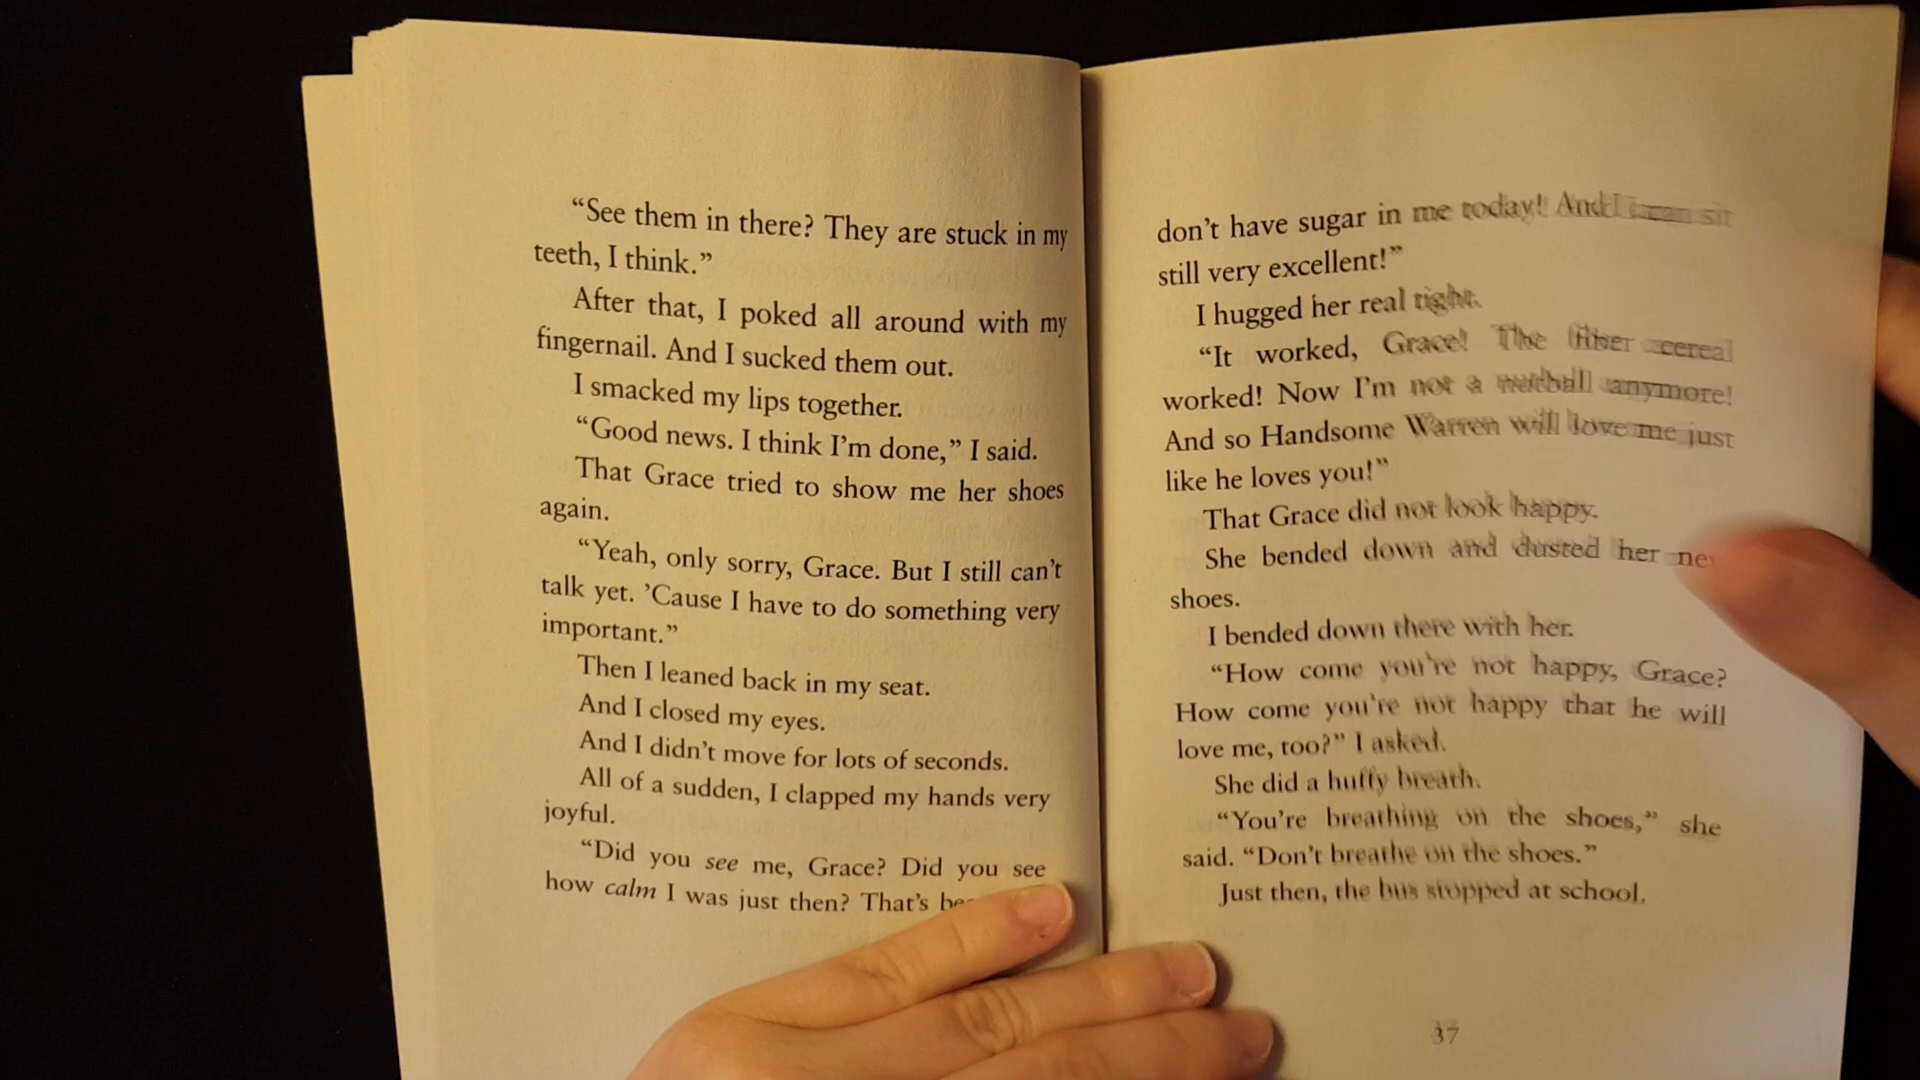 “See them in there? They are stuck in my
teeth, I think.”
After that, I poked all around with my
fingernail. And I sucked them out.
I smacked my lips together.
“Good news. I think I’m done,” I said.
That Grace tried to show me her shoes
again.
“Yeah, only sorry, Grace. But I still can’t
talk yet. ’Cause I have to do something very
important.”
Then I leaned back in my seat.
And I closed my eyes.
And I didn’t move for lots of seconds.
All of a sudden, I clapped my hands very
joyful.
“Did you see me, Grace? Did you see
how calm I was just then? That’s
don’t have sugar in me today! And I can sit
still very excellent!”
I hugged her real tight.
“It worked, Grace! The fiber cereal
worked! Now I’m not a nutball anymore!
And so Handsome Warren will love me just
like he loves you!”
That Grace did not look happy.
She bended down and dusted her
shoes.
I bended down there with her.
“How come you’re not happy, Grace?
How come you’re not happy that he will
love me, too?” I asked.
She did a huffy breath.
“You’re breathing on the shoes,” she
said. “Don’t breathe on the shoes.”
Just then, the bus stopped at school.
37